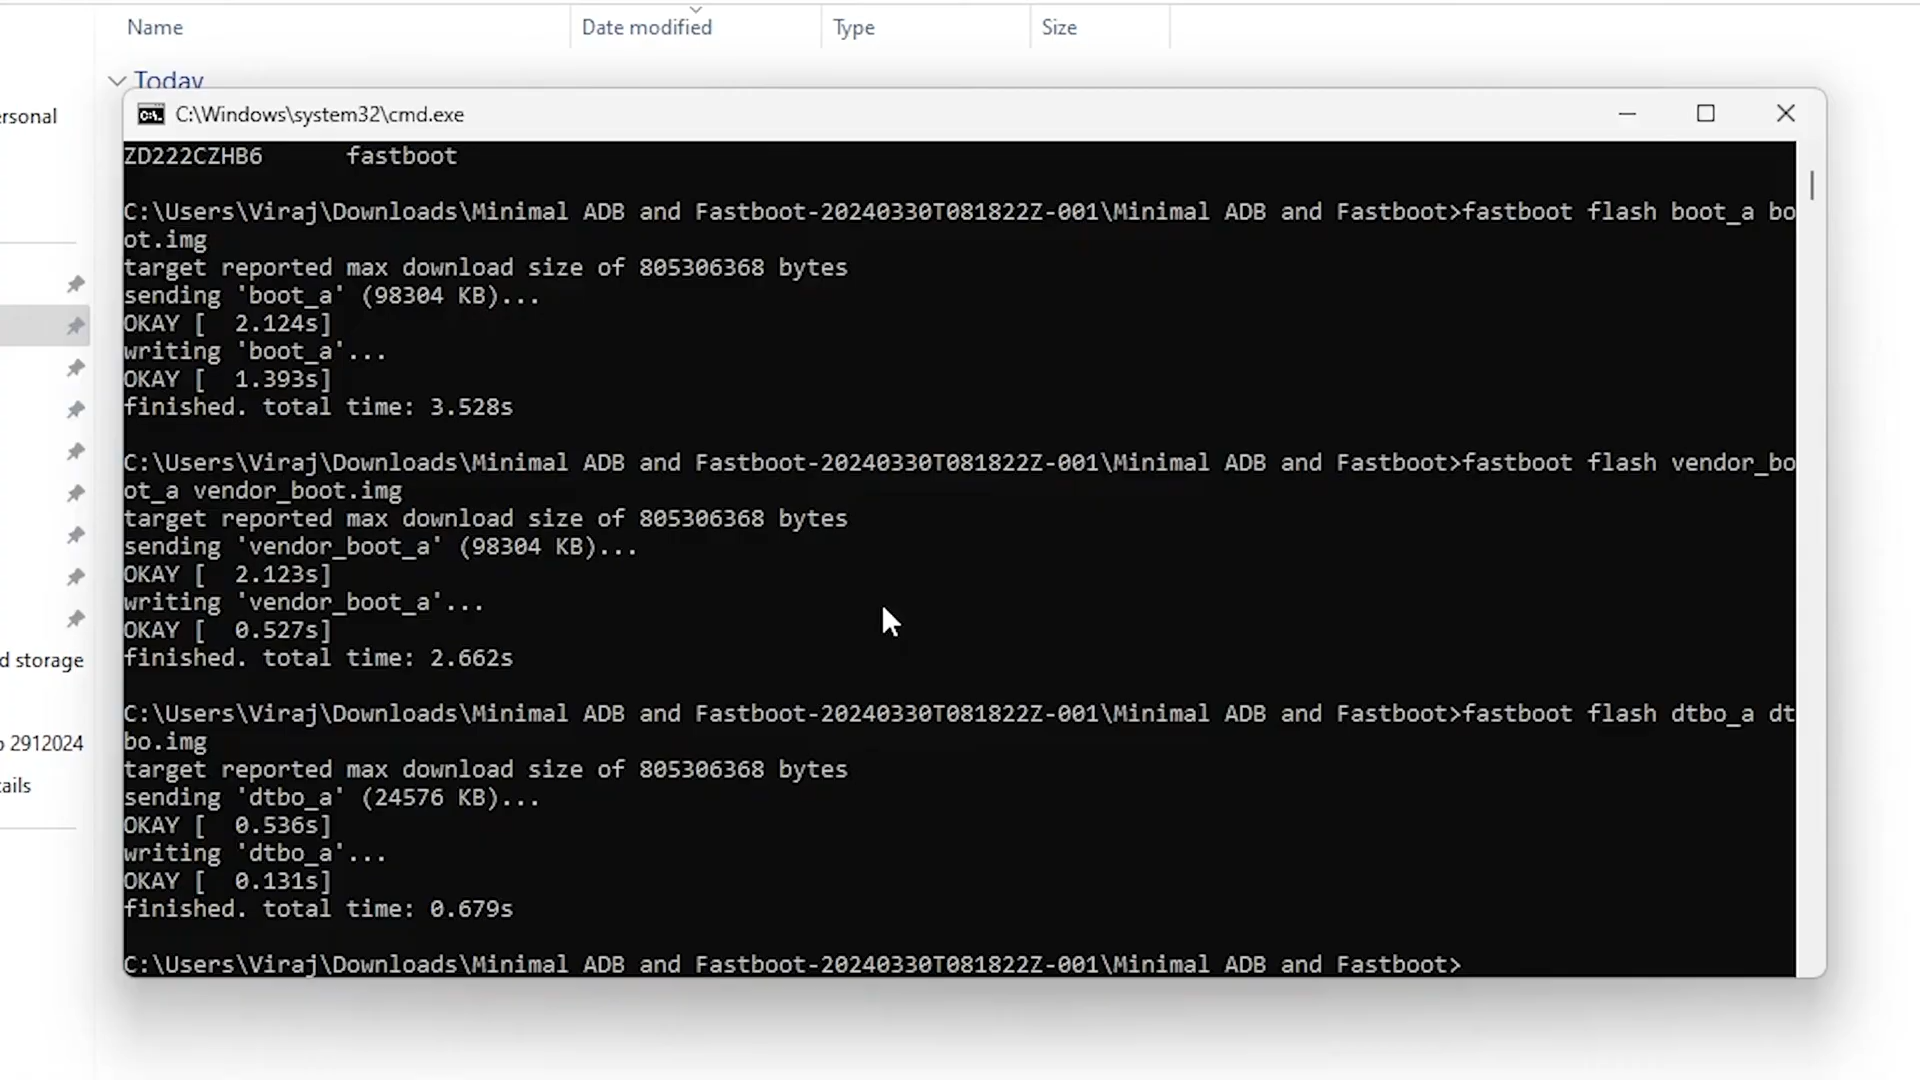 Name Date modified Type Size
Today
ersonal
C:\Windows\system32\cmd.exe
ZD222CZHB6      fastboot
C:\Users\Viraj\Downloads\Minimal ADB and Fastboot-20240330T081822Z-001\Minimal ADB and Fastboot>fastboot flash boot_a bo
ot.img
target reported max download size of 805306368 bytes
sending 'boot_a' (98304 KB)...
OKAY [  2.124s]
writing 'boot_a'...
OKAY [  1.393s]
finished. total time: 3.528s
C:\Users\Viraj\Downloads\Minimal ADB and Fastboot-20240330T081822Z-001\Minimal ADB and Fastboot>fastboot flash vendor_bo
ot_a vendor_boot.img
target reported max download size of 805306368 bytes
sending 'vendor_boot_a' (98304 KB)...
OKAY [  2.123s]
writing 'vendor_boot_a'...
OKAY [  0.527s]
finished. total time: 2.662s
d storage
C:\Users\Viraj\Downloads\Minimal ADB and Fastboot-20240330T081822Z-001\Minimal ADB and Fastboot>fastboot flash dtbo_a dt
bo.img
2912024
target reported max download size of 805306368 bytes
ails
sending 'dtbo_a' (24576 KB)...
OKAY [  0.536s]
writing 'dtbo_a'...
OKAY [  0.131s]
finished. total time: 0.679s
C:\Users\Viraj\Downloads\Minimal ADB and Fastboot-20240330T081822Z-001\Minimal ADB and Fastboot>